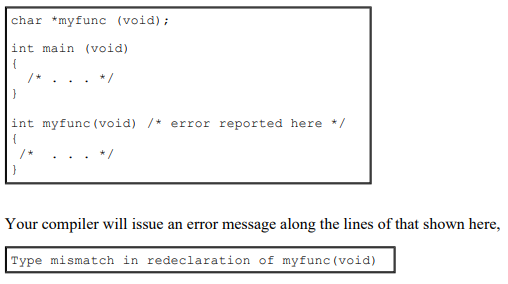 char *myfunc (void);
int main (void)
{
/* . . . */
}
int myfunc(void) /* error reported here */
{
/* . . . */
}
Your compiler will issue an error message along the lines of that shown here,
Type mismatch in redeclaration of myfunc(void)